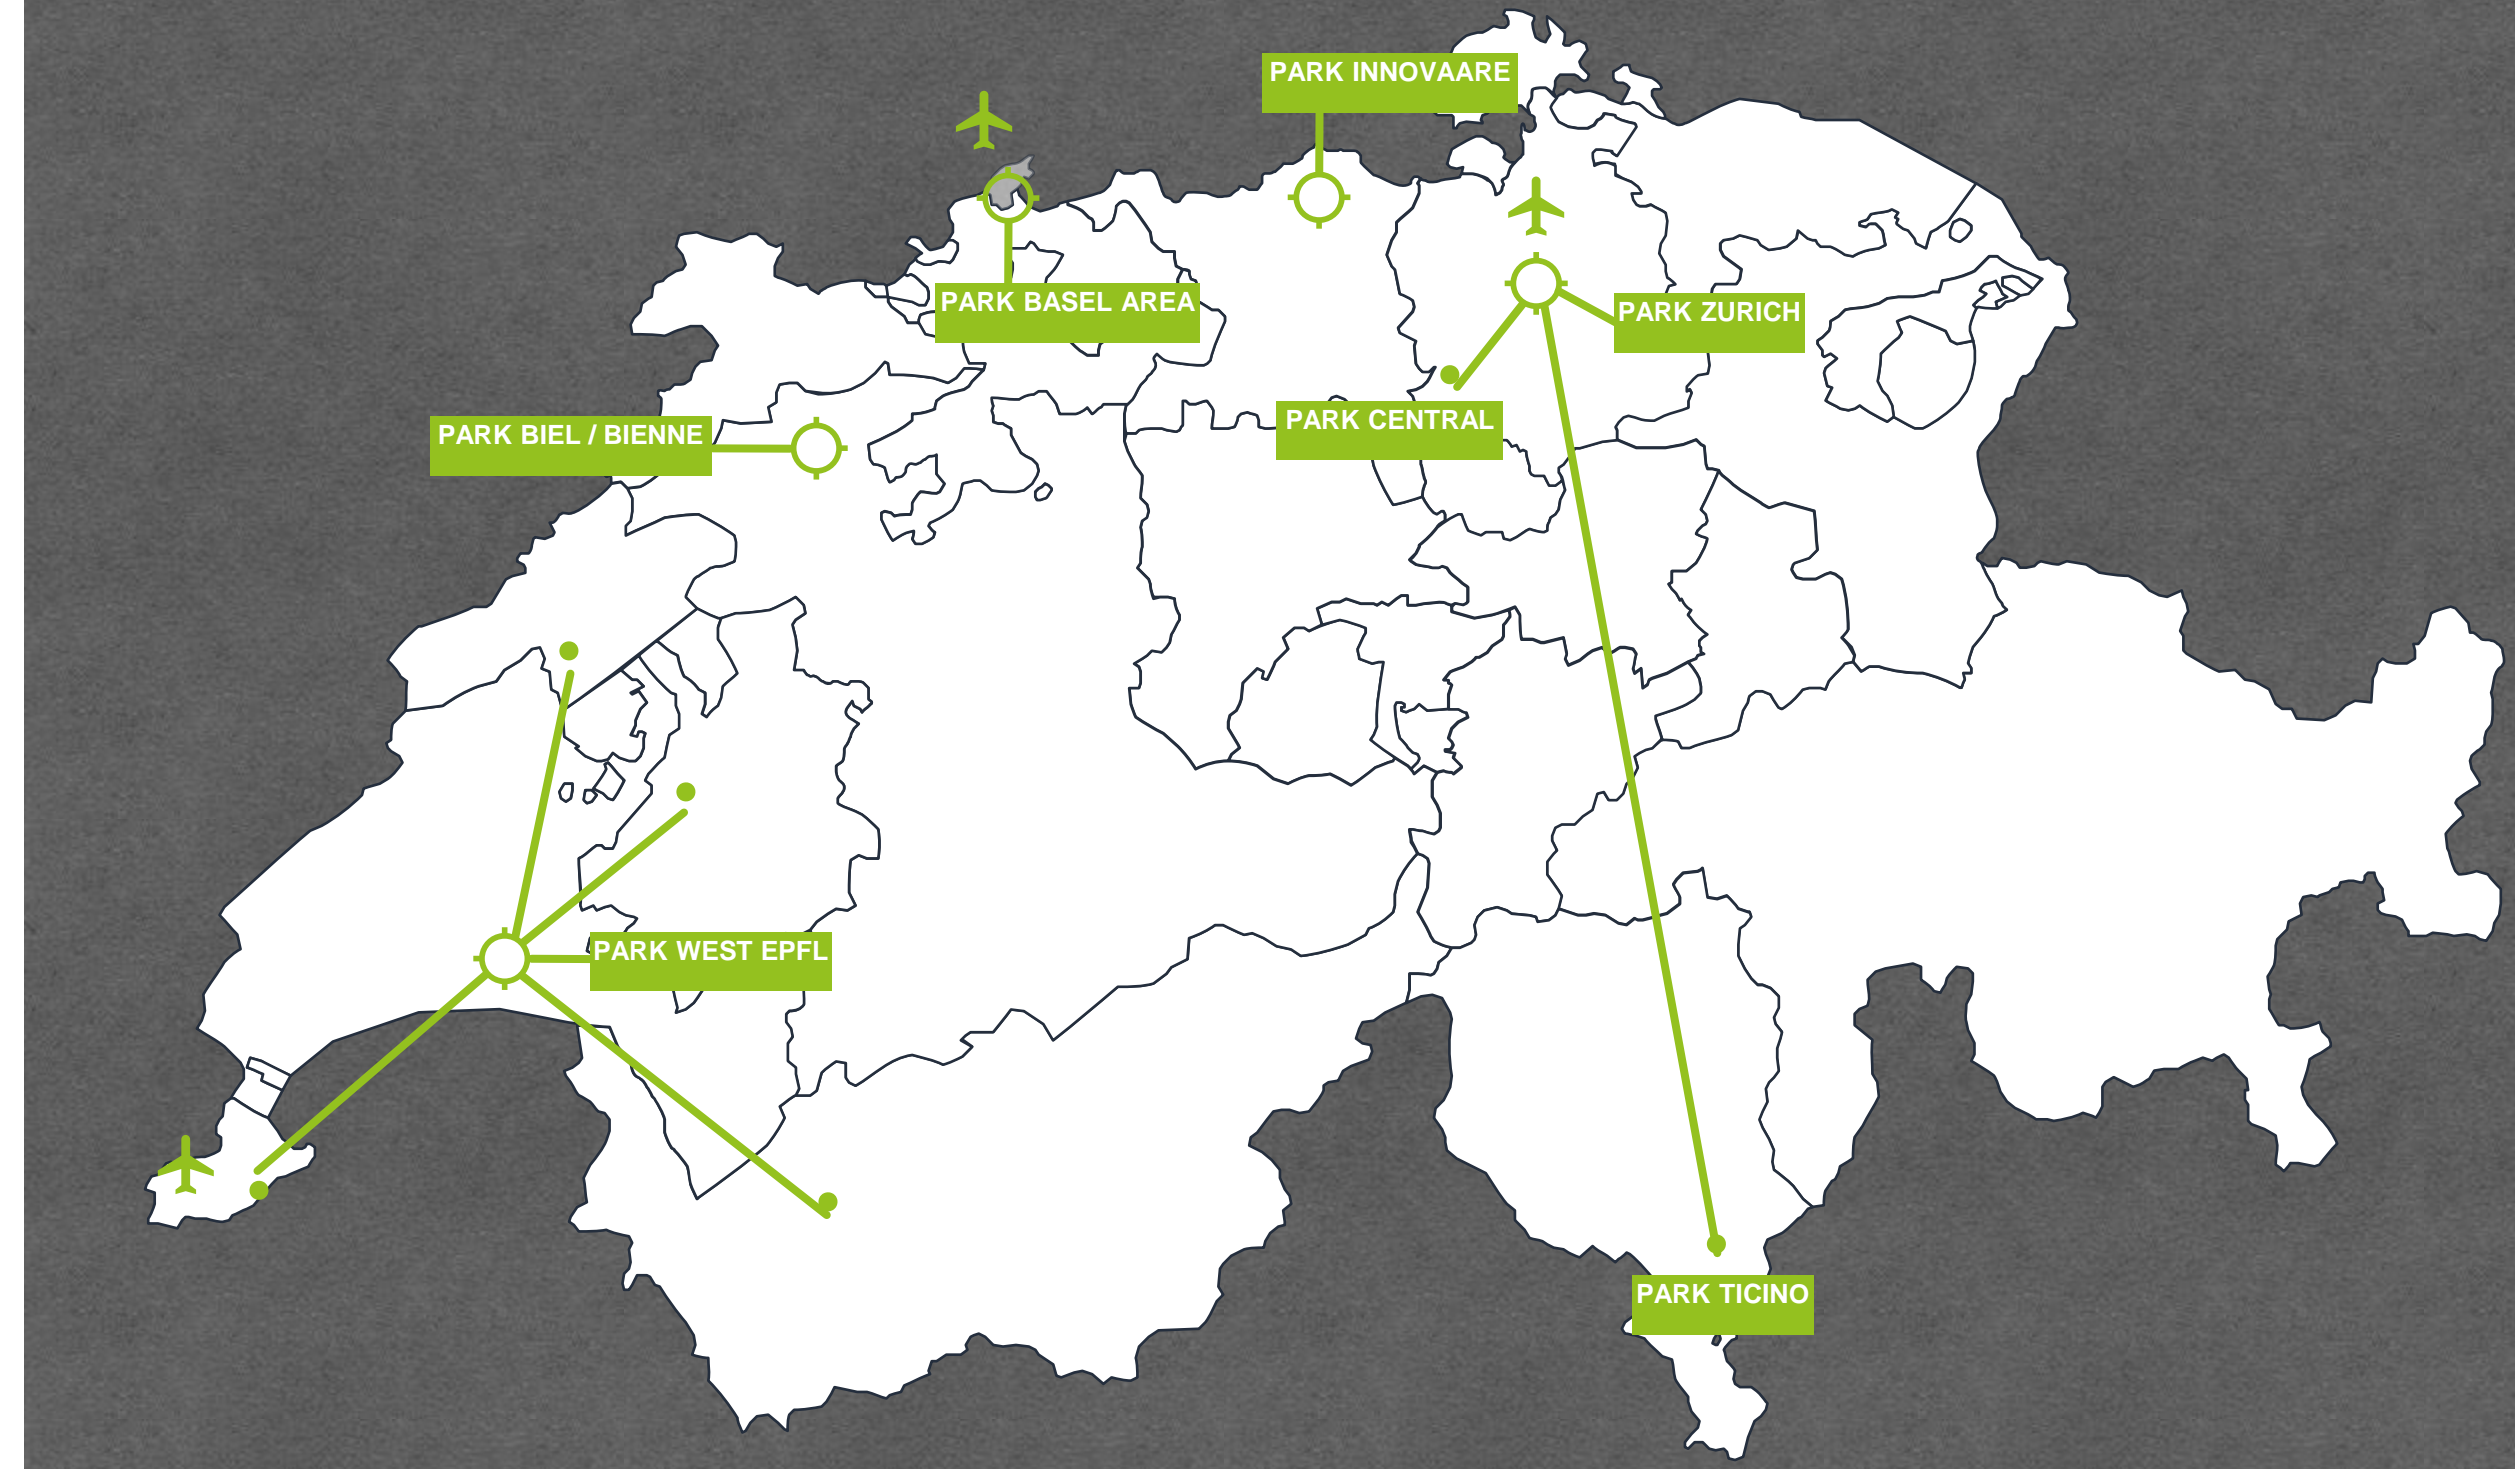 PARK INNOVAARE
PARK BASEL AREA
PARK ZURICH
PARK CENTRAL
PARK BIEL / BIENNE
PARK WEST EPFL
PARK TICINO